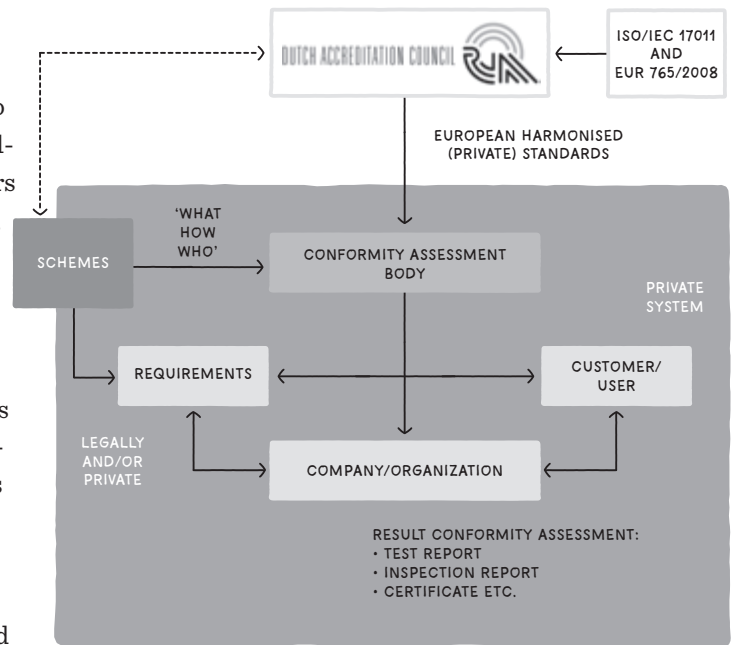 DUTCH ACCREDITATION COUNCIL RVA
ISO/IEC 17011
AND
EUR 765/2008
EUROPEAN HARMONISED
(PRIVATE) STANDARDS
'WHAT
HOW
WHO'
SCHEMES
CONFORMITY ASSESSMENT
BODY
PRIVATE
SYSTEM
REQUIREMENTS
CUSTOMER/
USER
LEGALLY
AND/OR
PRIVATE
COMPANY/ORGANIZATION
RESULT CONFORMITY ASSESSMENT:
• TEST REPORT
• INSPECTION REPORT
• CERTIFICATE ETC.